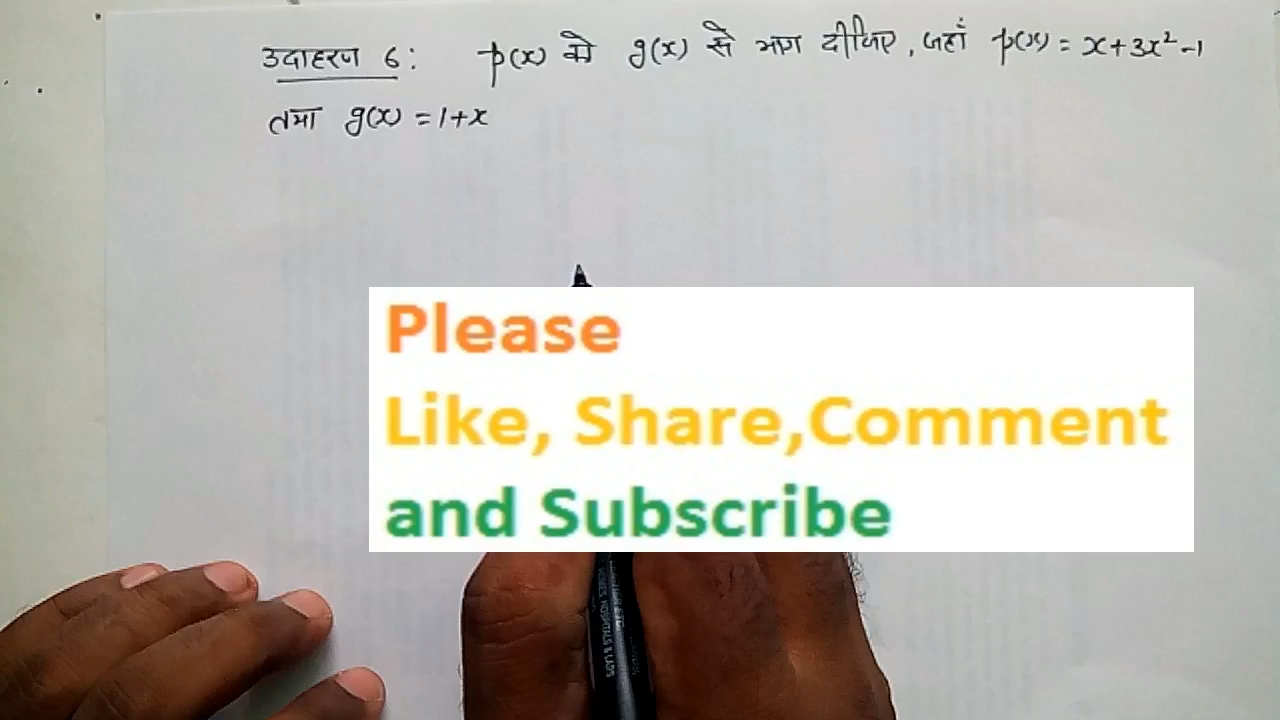 उदाहरण 6: p(x) को g(x) से भाग दीजिए, जहाँ p(x) = x+3x²-1
तथा g(x) = 1+x
Please
Like, Share,Comment
and Subscribe